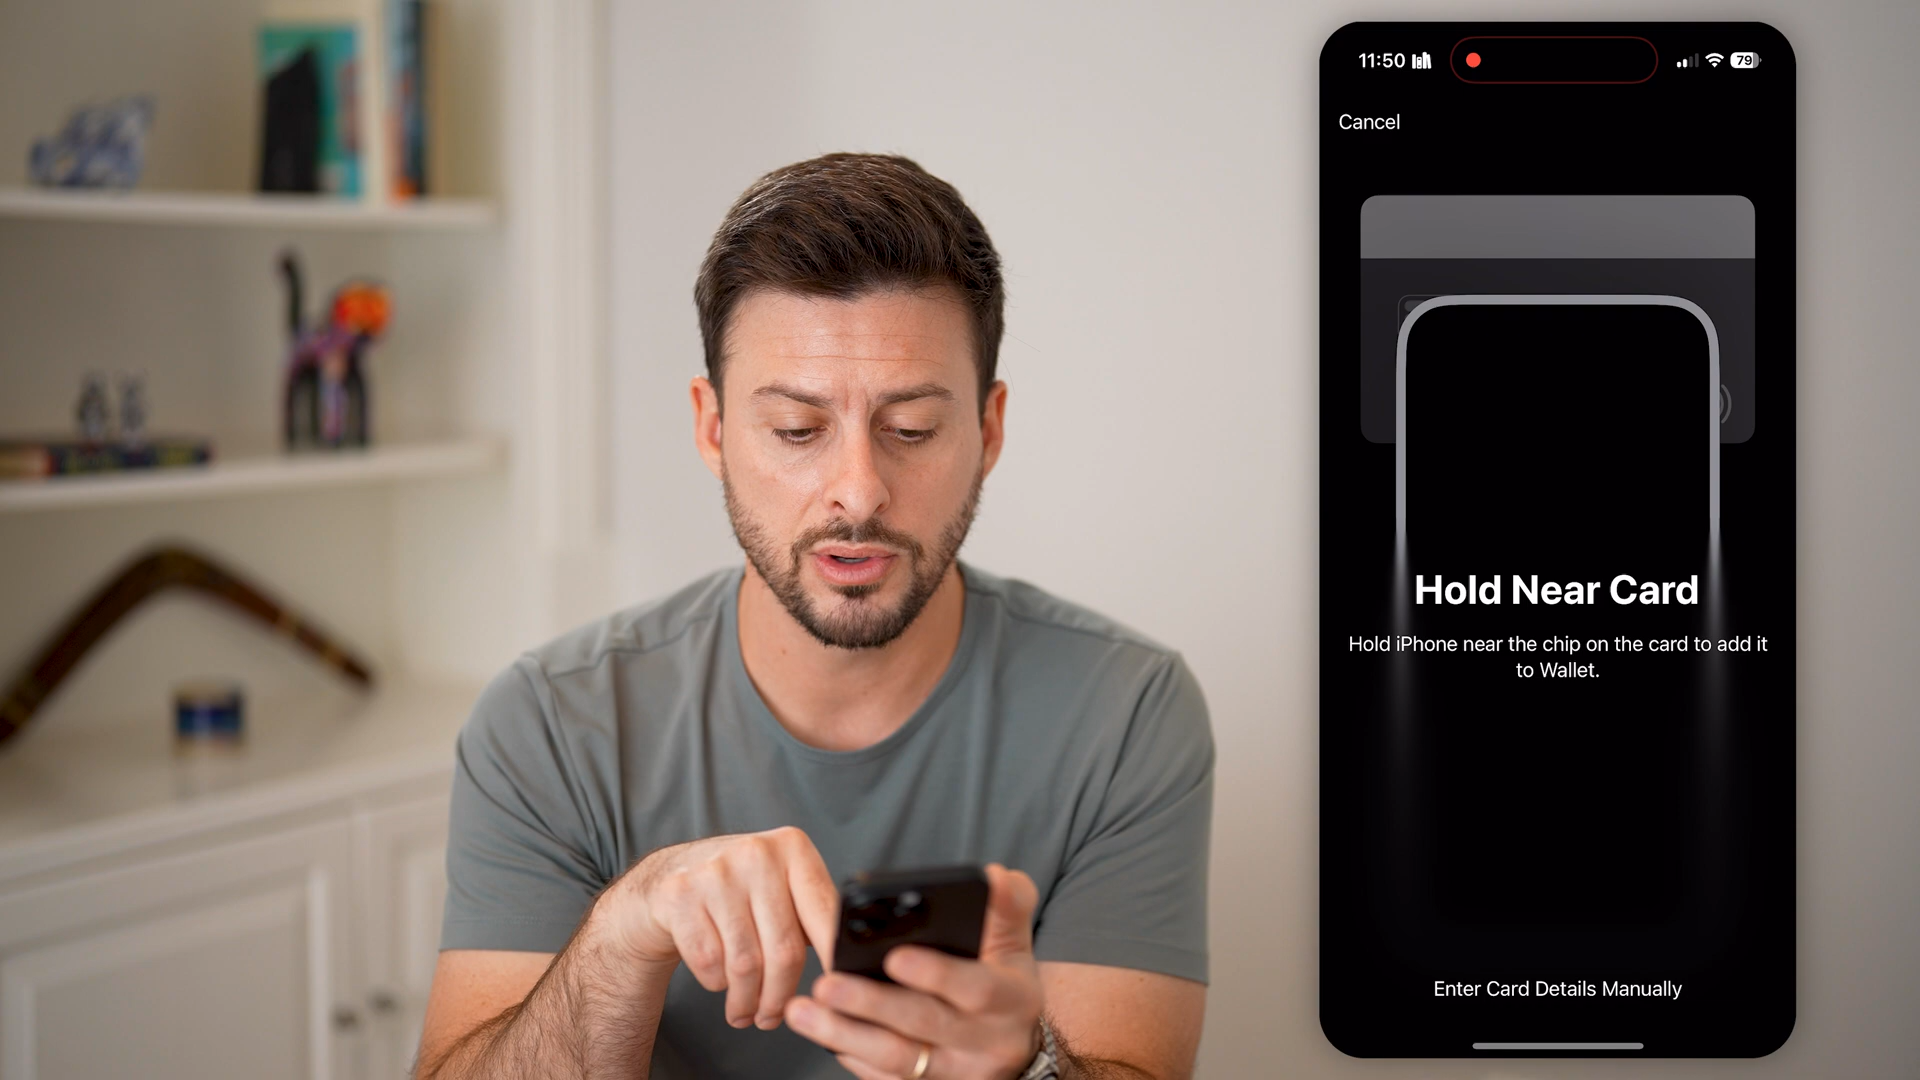 11:50
79
Cancel
Hold Near Card
Hold iPhone near the chip on the card to add it
to Wallet.
Enter Card Details Manually